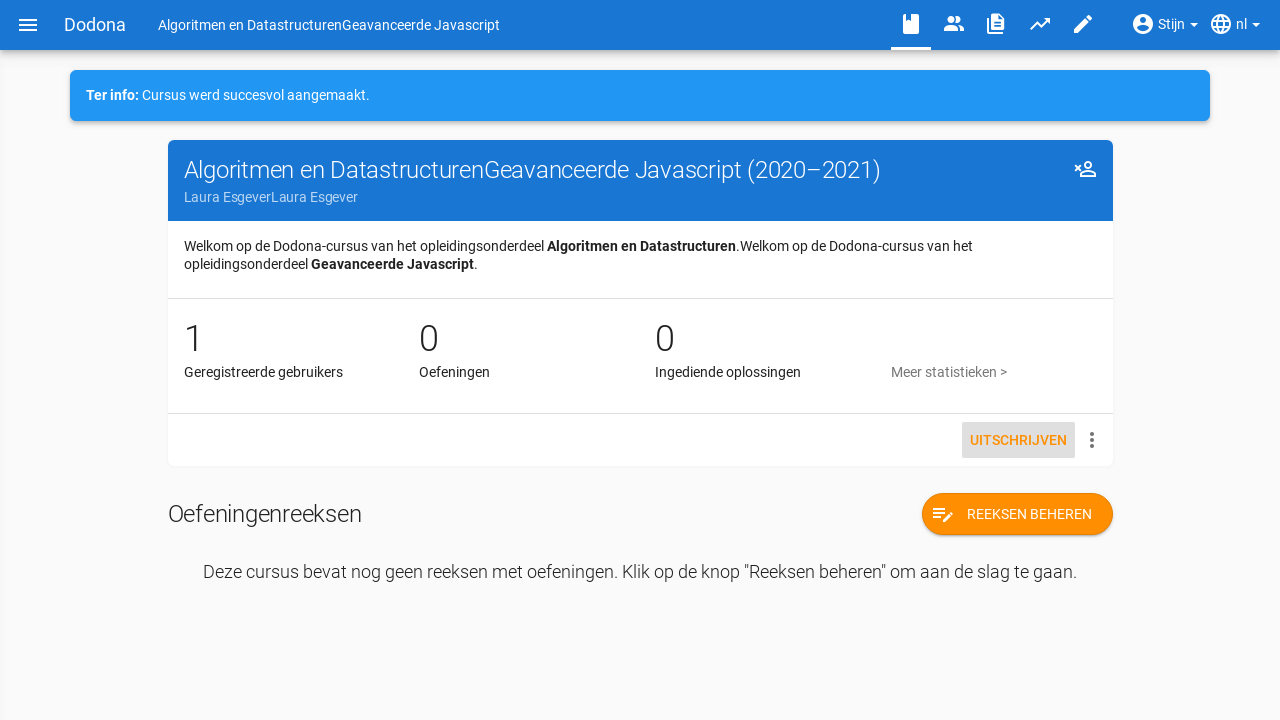 Dodona
Algoritmen en DatastructurenGeavanceerde Javascript
Stijn
nl
Ter info: Cursus werd succesvol aangemaakt.
Algoritmen en DatastructurenGeavanceerde Javascript (2020–2021)
Laura EsgeverLaura Esgever
Welkom op de Dodona-cursus van het opleidingsonderdeel Algoritmen en Datastructuren.Welkom op de Dodona-cursus van het
opleidingsonderdeel Geavanceerde Javascript.
1
Geregistreerde gebruikers
0
Oefeningen
0
Ingediende oplossingen
Meer statistieken >
UITSCHRIJVEN
Oefeningenreeksen
REEKSEN BEHEREN
Deze cursus bevat nog geen reeksen met oefeningen. Klik op de knop "Reeksen beheren" om aan de slag te gaan.